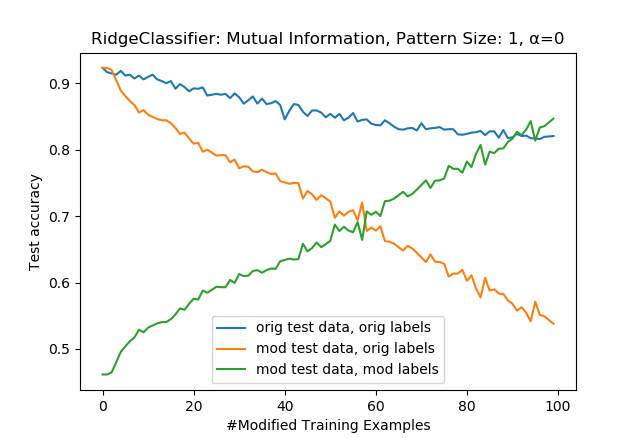 RidgeClassifier: Mutual Information, Pattern Size: 1, α=0
Test accuracy
0.9
0.8
0.7
0.6
0.5
orig test data, orig labels
mod test data, orig labels
mod test data, mod labels
0 20 40 60 80 100
#Modified Training Examples